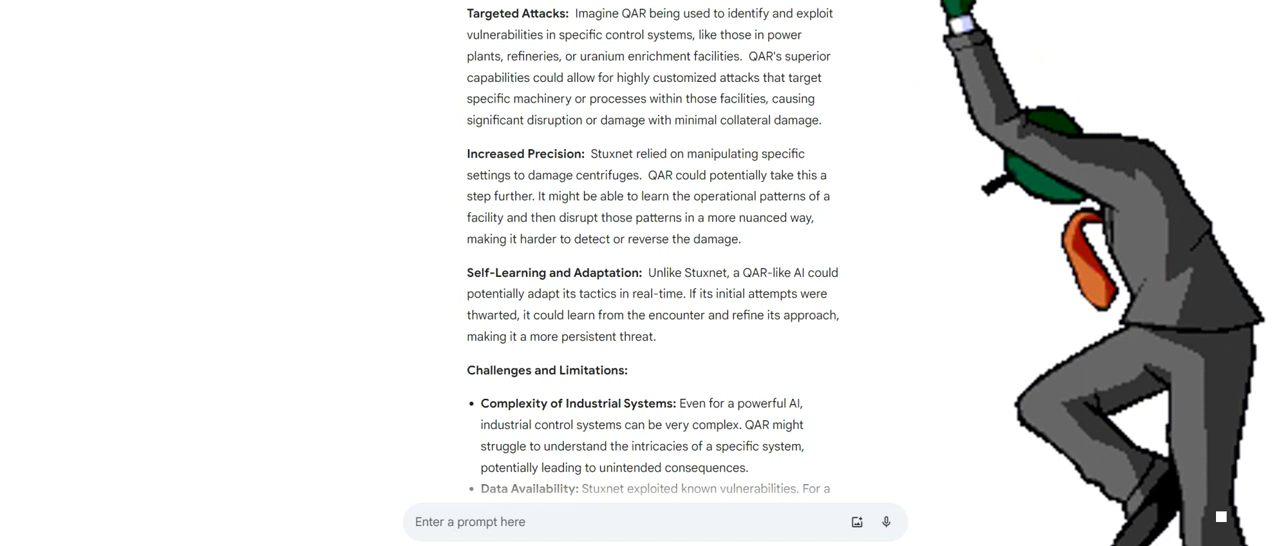 Targeted Attacks: Imagine QAR being used to identify and exploit
vulnerabilities in specific control systems, like those in power
plants, refineries, or uranium enrichment facilities. QAR's superior
capabilities could allow for highly customized attacks that target
specific machinery or processes within those facilities, causing
significant disruption or damage with minimal collateral damage.
Increased Precision: Stuxnet relied on manipulating specific
settings to damage centrifuges. QAR could potentially take this a
step further. It might be able to learn the operational patterns of a
facility and then disrupt those patterns in a more nuanced way,
making it harder to detect or reverse the damage.
Self-Learning and Adaptation: Unlike Stuxnet, a QAR-like AI could
potentially adapt its tactics in real-time. If its initial attempts were
thwarted, it could learn from the encounter and refine its approach,
making it a more persistent threat.
Challenges and Limitations:
• Complexity of Industrial Systems: Even for a powerful AI,
industrial control systems can be very complex. QAR might
struggle to understand the intricacies of a specific system,
potentially leading to unintended consequences.
• Data Availability: Stuxnet exploited known vulnerabilities. For a
Enter a prompt here